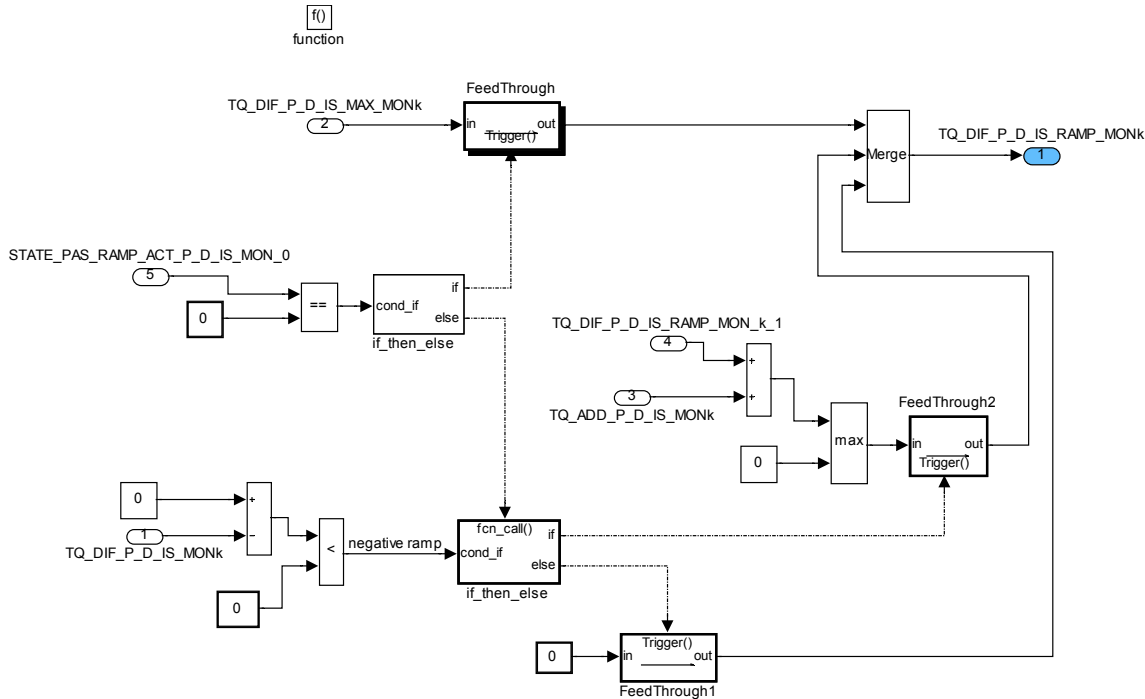 f()
function
FeedThrough
TQ_DIF_P_D_IS_MAX_MONk
2
in
out
Trigger()
Merge
TQ_DIF_P_D_IS_RAMP_MONk
1
STATE_PAS_RAMP_ACT_P_D_IS_MON_0
5
0
==
cond_if
if
else
if_then_else
TQ_DIF_P_D_IS_RAMP_MON_k_1
4
+
+
3
TQ_ADD_P_D_IS_MONk
0
max
FeedThrough2
in
out
Trigger()
0
1
TQ_DIF_P_D_IS_MONk
+
−
0
<
negative ramp
fcn_call()
cond_if
if
else
if_then_else
0
Trigger()
in
out
FeedThrough1